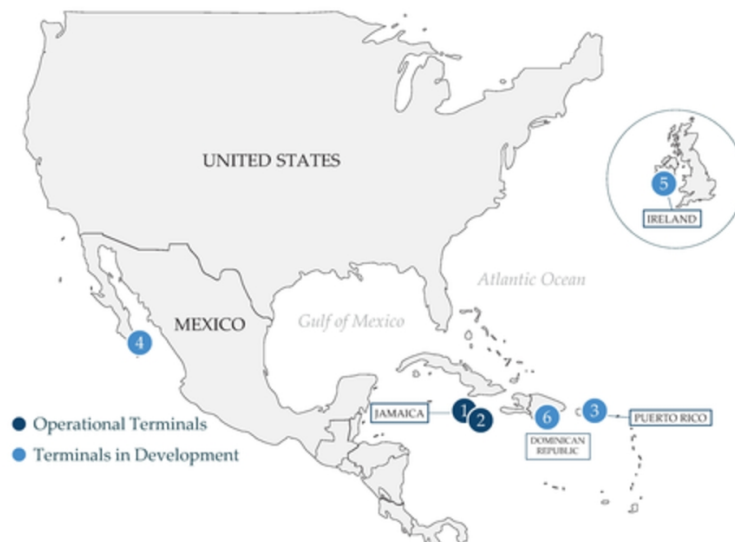 UNITED STATES
5
IRELAND
Atlantic Ocean
MEXICO
Gulf of Mexico
4
JAMAICA
1
2
6
3
PUERTO RICO
DOMINICAN
REPUBLIC
Operational Terminals
Terminals in Development